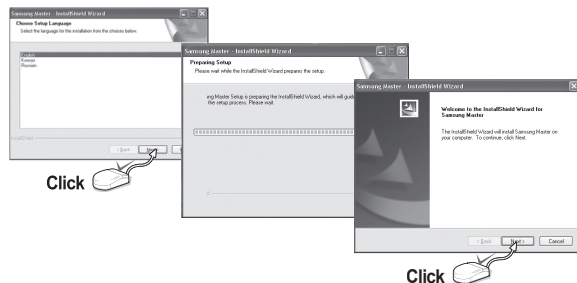 Samsung Master - InstallShield Wizard
Choose Setup Language
Select the language for the installation from the choices below.
English
Korean
Russian
InstallShield
< Back
Click
Samsung Master - InstallShield Wizard
Preparing Setup
Please wait while the InstallShield Wizard prepares the setup.
ing Master Setup is preparing the InstallShield Wizard, which will guid
the setup process. Please wait.
Samsung Master - InstallShield Wizard
Welcome to the InstallShield Wizard for
Samsung Master
The InstallShield Wizard will install Samsung Master on
your computer. To continue, click Next.
< Back Next > Cancel
Click